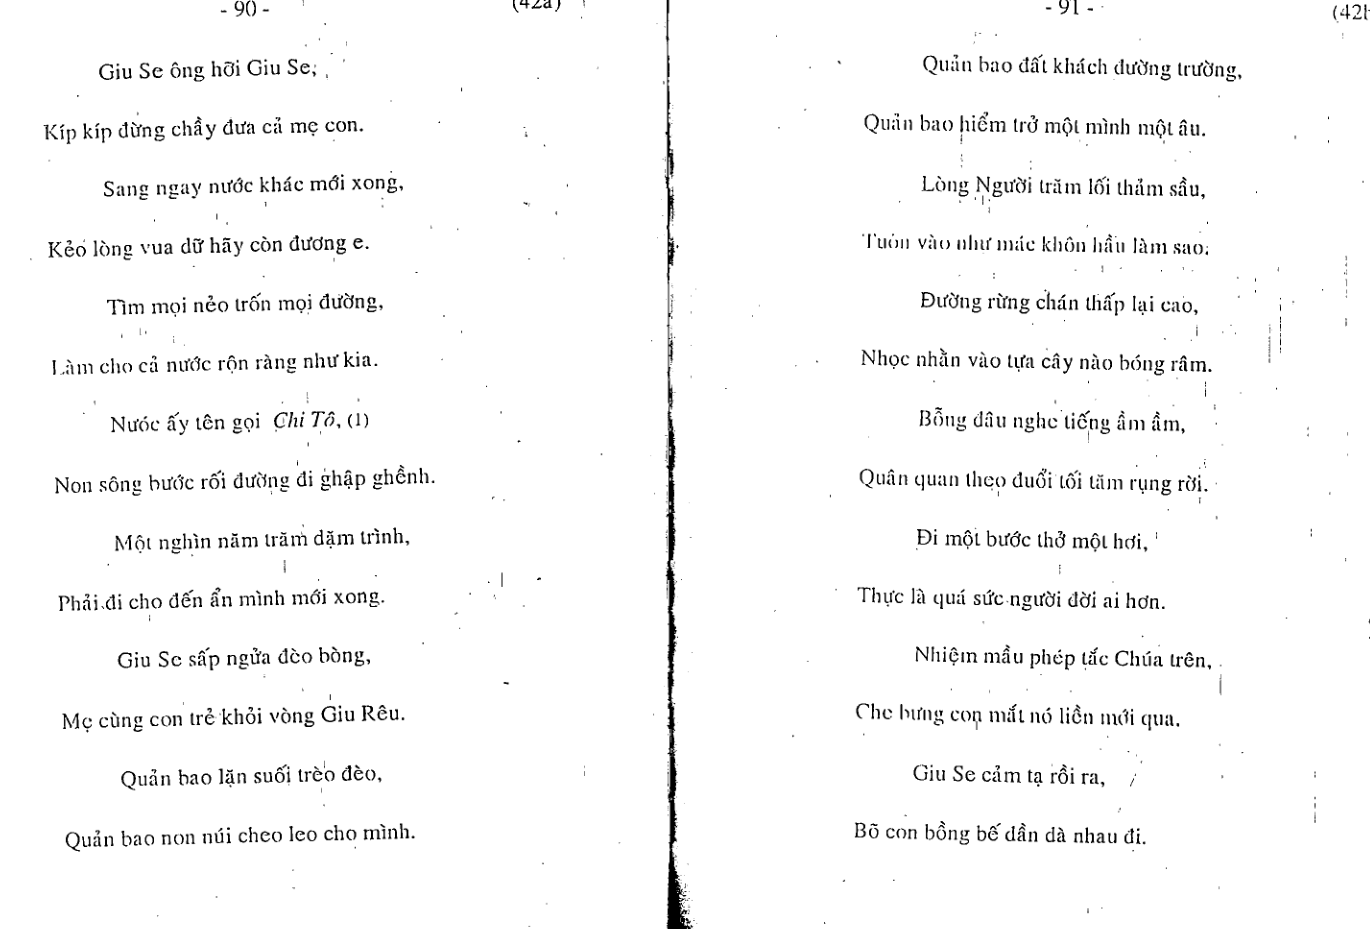 - 90 -
(42a)
Giu Se ông hỡi Giu Se,
Kíp kíp đừng chầy đưa cả mẹ con.
Sang ngay nước khác mới xong,
Kẻo lòng vua dữ hãy còn đương e.
Tìm mọi nẻo trốn mọi đường,
Làm cho cả nước rộn ràng như kia.
Nước ấy tên gọi Chi Tô, (1)
Non sông bước rối đường đi ghập ghềnh.
Một nghìn năm trăm dặm trình,
Phải đi cho đến ẩn mình mới xong.
Giu Se sấp ngửa đèo bòng,
Mẹ cùng con trẻ khỏi vòng Giu Rêu.
Quản bao lặn suối trèo đèo,
Quản bao non núi cheo leo cho mình.
- 91 -
(42b
Quản bao đất khách đường trường,
Quản bao hiểm trở một mình một âu.
Lòng Người trăm lối thảm sầu,
Tuôn vào như mác khôn hầu làm sao.
Đường rừng chán thấp lại cao,
Nhọc nhằn vào tựa cây nào bóng râm.
Bỗng đâu nghe tiếng ầm ầm,
Quân quan theo đuổi tối tăm rụng rời.
Đi một bước thở một hơi,
Thực là quá sức người đời ai hơn.
Nhiệm mầu phép tắc Chúa trên,
Che bưng con mắt nó liền mới qua.
Giu Se cảm tạ rồi ra,
Bõ con bồng bế dần dà nhau đi.